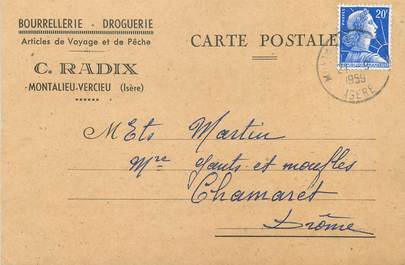 BOURRELLERIE - DROGUERIE
Articles de Voyage et de Pêche
C. RADIX
-MONTALIEU-VERCIEU (Isère)
CARTE POSTALE
20F
1959
ISERE
Mets Martin
Mre gants et moufles
Chamaret
Drôme